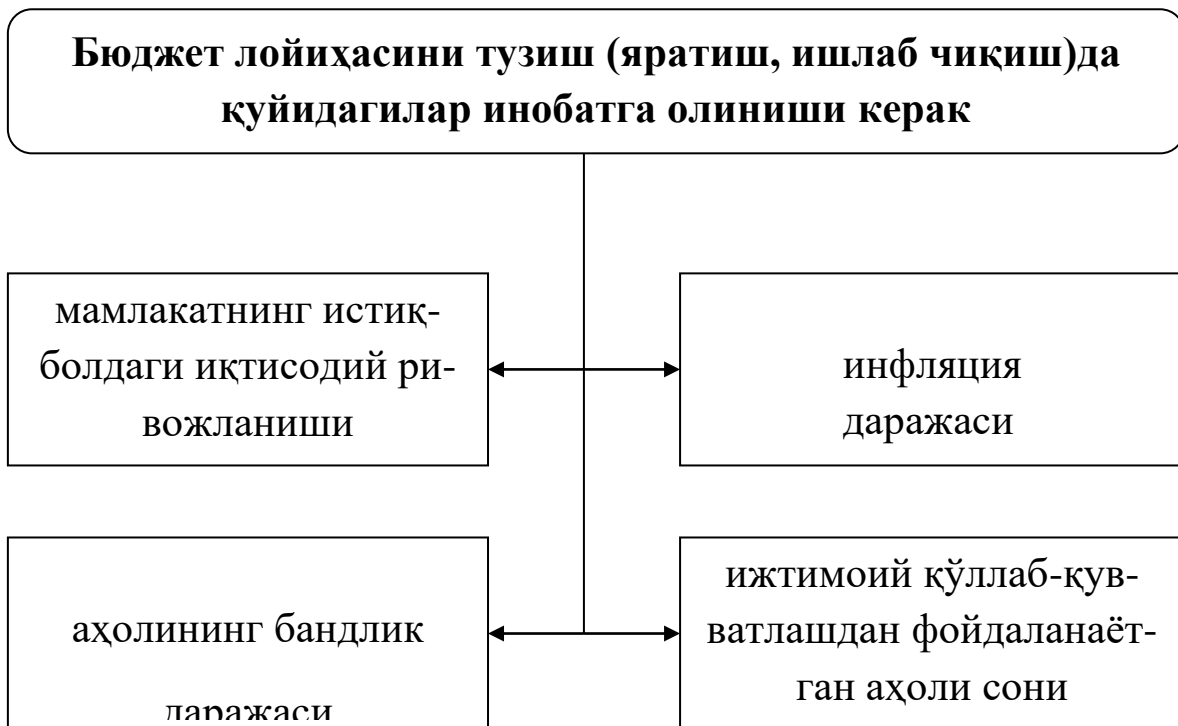 Бюджет лойиҳасини тузиш (яратиш, ишлаб чиқиш)да
қуйидагилар инобатга олиниши керак
мамлакатнинг истиқ-
болдаги иқтисодий ри-
вожланиши
инфляция
даражаси
аҳолининг бандлик
даражаси
ижтимоий қўллаб-қув-
ватлашдан фойдаланаёт-
ган аҳоли сони